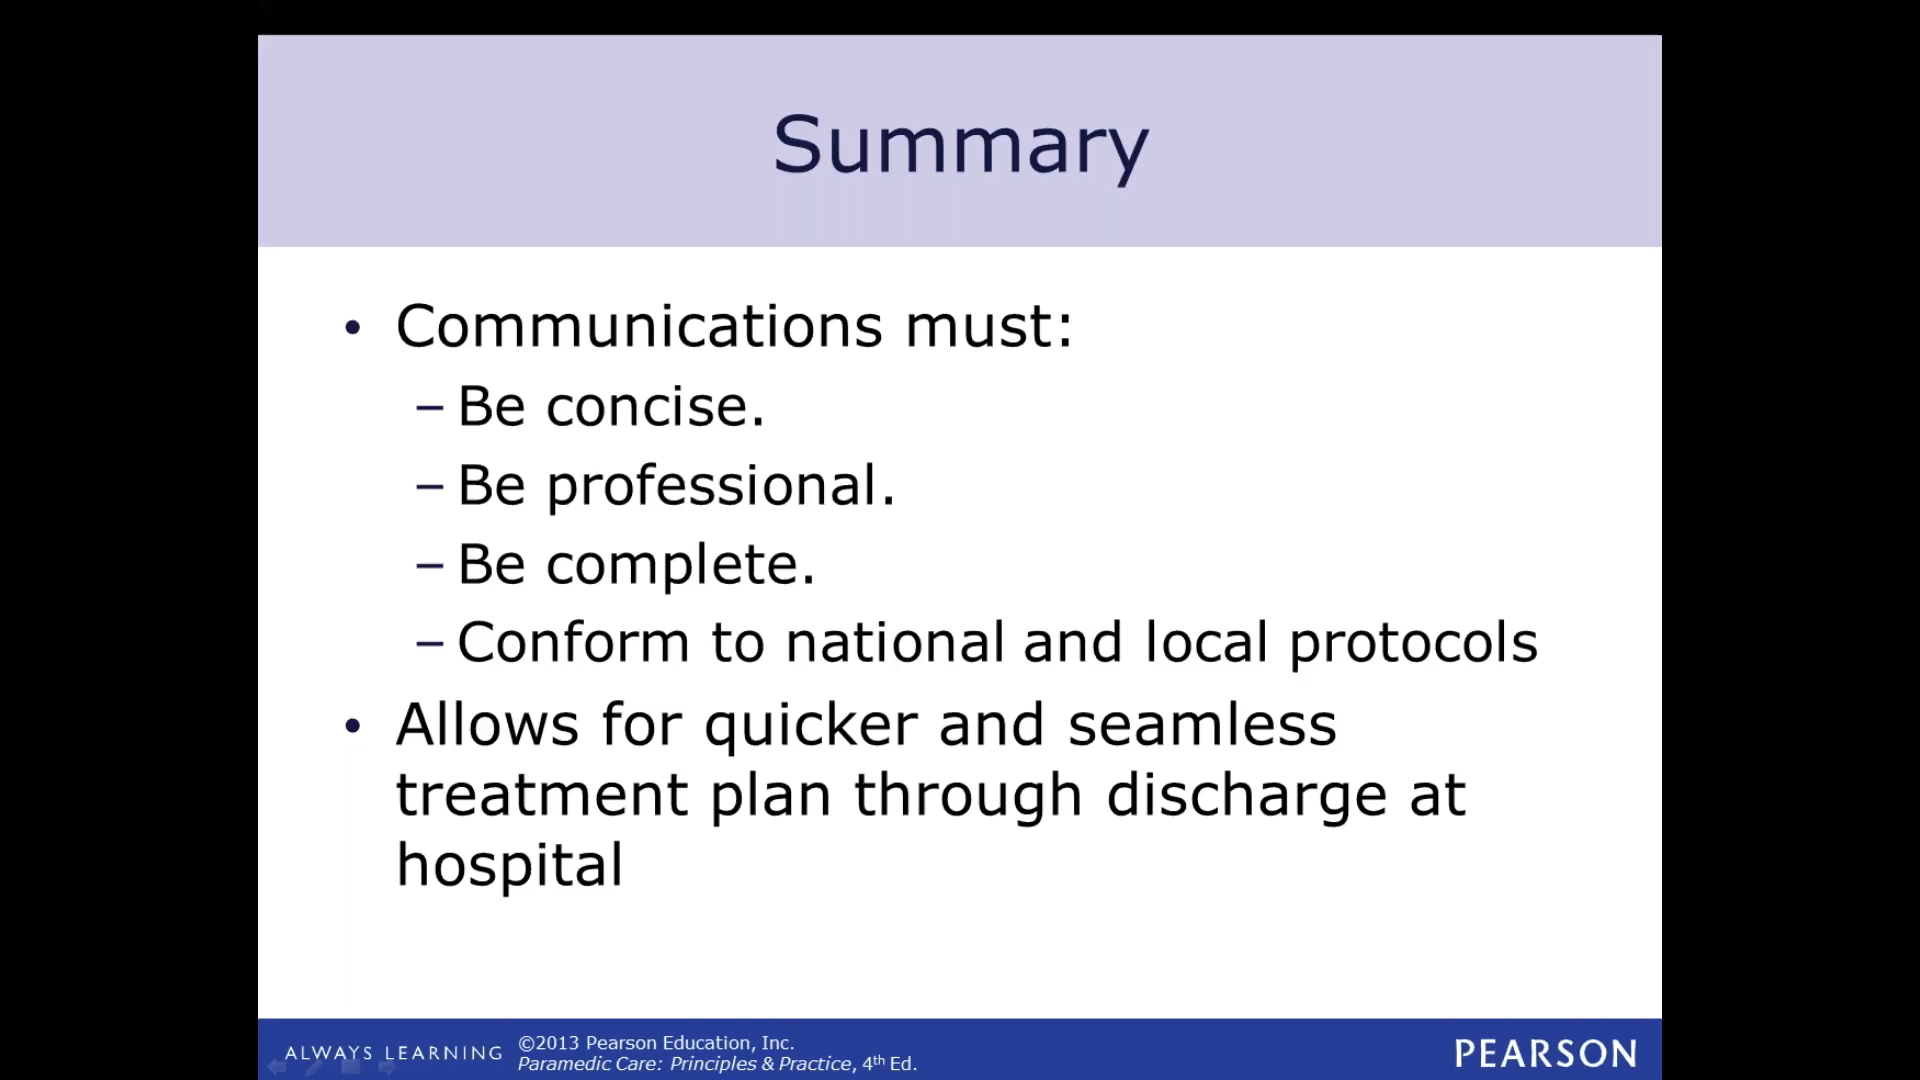 Summary
• Communications must:
– Be concise.
– Be professional.
– Be complete.
– Conform to national and local protocols
• Allows for quicker and seamless
treatment plan through discharge at
hospital
ALWAYS LEARNING
©2013 Pearson Education, Inc.
Paramedic Care: Principles & Practice, 4th Ed.
PEARSON